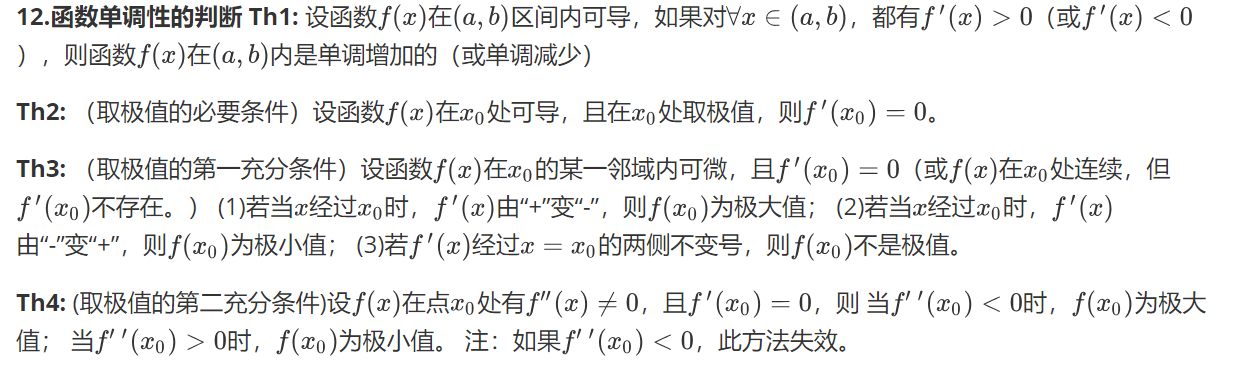 12.函数单调性的判断 Th1: 设函数f(x)在(a, b)区间内可导，如果对∀x ∈ (a, b)，都有f ′(x) > 0（或f ′(x) < 0
），则函数f(x)在(a, b)内是单调增加的（或单调减少）
Th2: （取极值的必要条件）设函数f(x)在x₀处可导，且在x₀处取极值，则f ′(x₀) = 0。
Th3: （取极值的第一充分条件）设函数f(x)在x₀的某一邻域内可微，且f ′(x₀) = 0（或f(x)在x₀处连续，但
f ′(x₀)不存在。） (1)若当x经过x₀时，f ′(x)由“+”变“-”，则f(x₀)为极大值； (2)若当x经过x₀时，f ′(x)
由“-”变“+”，则f(x₀)为极小值； (3)若f ′(x)经过x = x₀的两侧不变号，则f(x₀)不是极值。
Th4: (取极值的第二充分条件)设f(x)在点x₀处有f″(x) ≠ 0，且f ′(x₀) = 0，则 当f ′ ′(x₀) < 0时，f(x₀)为极大
值； 当f ′ ′(x₀) > 0时，f(x₀)为极小值。 注：如果f ′ ′(x₀) < 0，此方法失效。